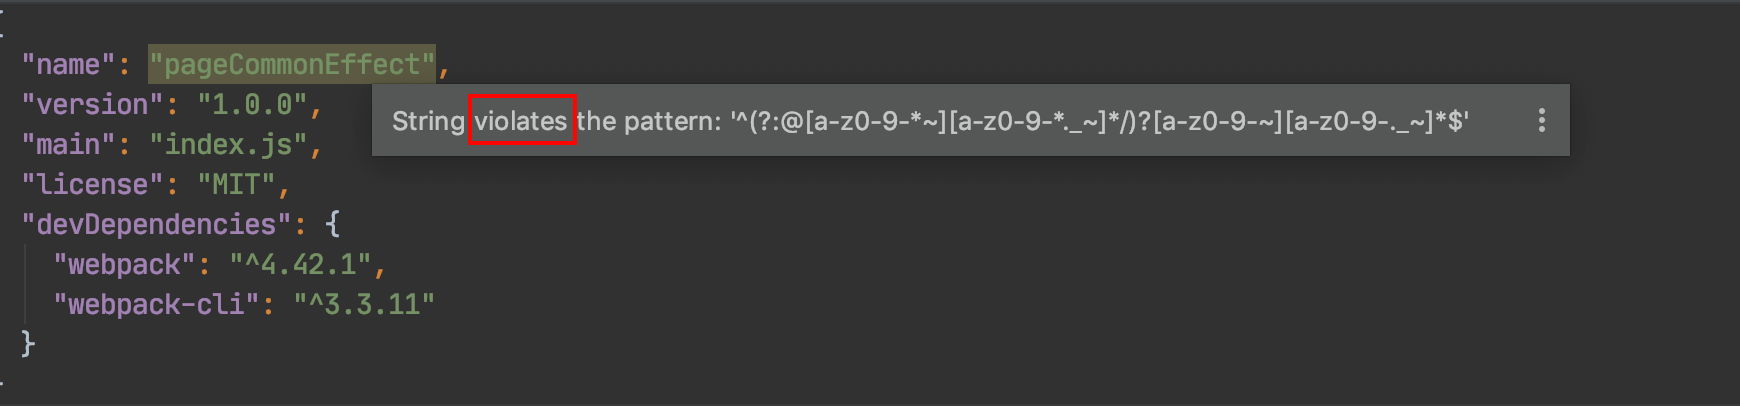 {
"name": "pageCommonEffect",
"version": "1.0.0",
String violates the pattern: '^(?:@[a-z0-9-*~][a-z0-9-*._~]*/)?[a-z0-9-~][a-z0-9-._~]*$'
"main": "index.js",
"license": "MIT",
"devDependencies": {
"webpack": "^4.42.1",
"webpack-cli": "^3.3.11"
}